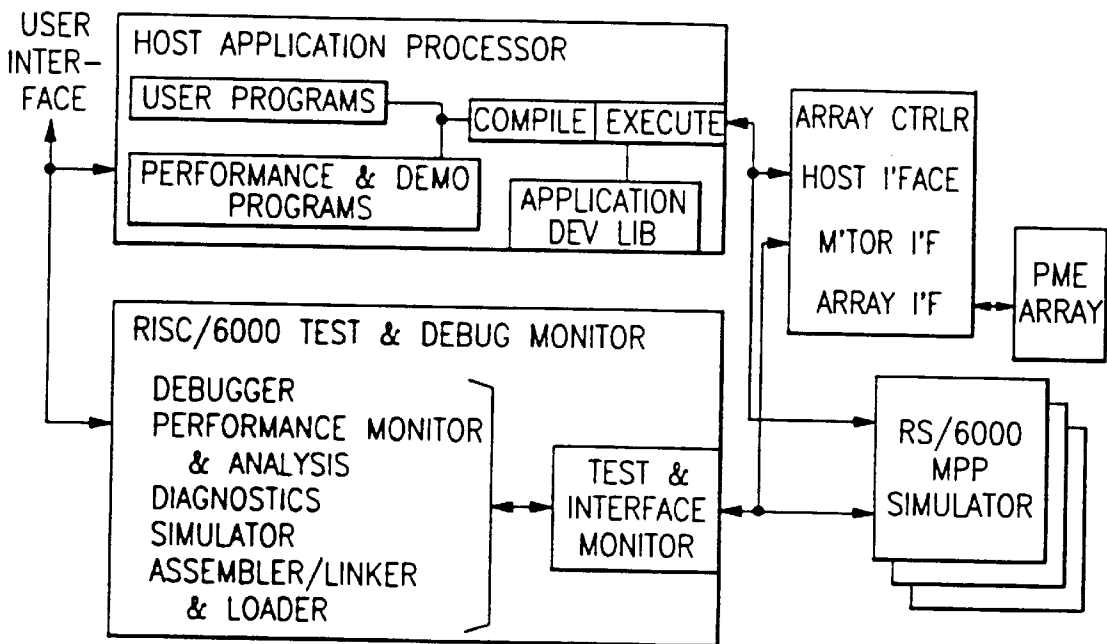 USER
INTER-
FACE
HOST APPLICATION PROCESSOR
USER PROGRAMS
COMPILE
EXECUTE
PERFORMANCE & DEMO
PROGRAMS
APPLICATION
DEV LIB
ARRAY CTRLR
HOST I'FACE
M'TOR I'F
ARRAY I'F
PME
ARRAY
RISC/6000 TEST & DEBUG MONITOR
DEBUGGER
PERFORMANCE MONITOR
& ANALYSIS
DIAGNOSTICS
SIMULATOR
ASSEMBLER/LINKER
& LOADER
TEST &
INTERFACE
MONITOR
RS/6000
MPP
SIMULATOR